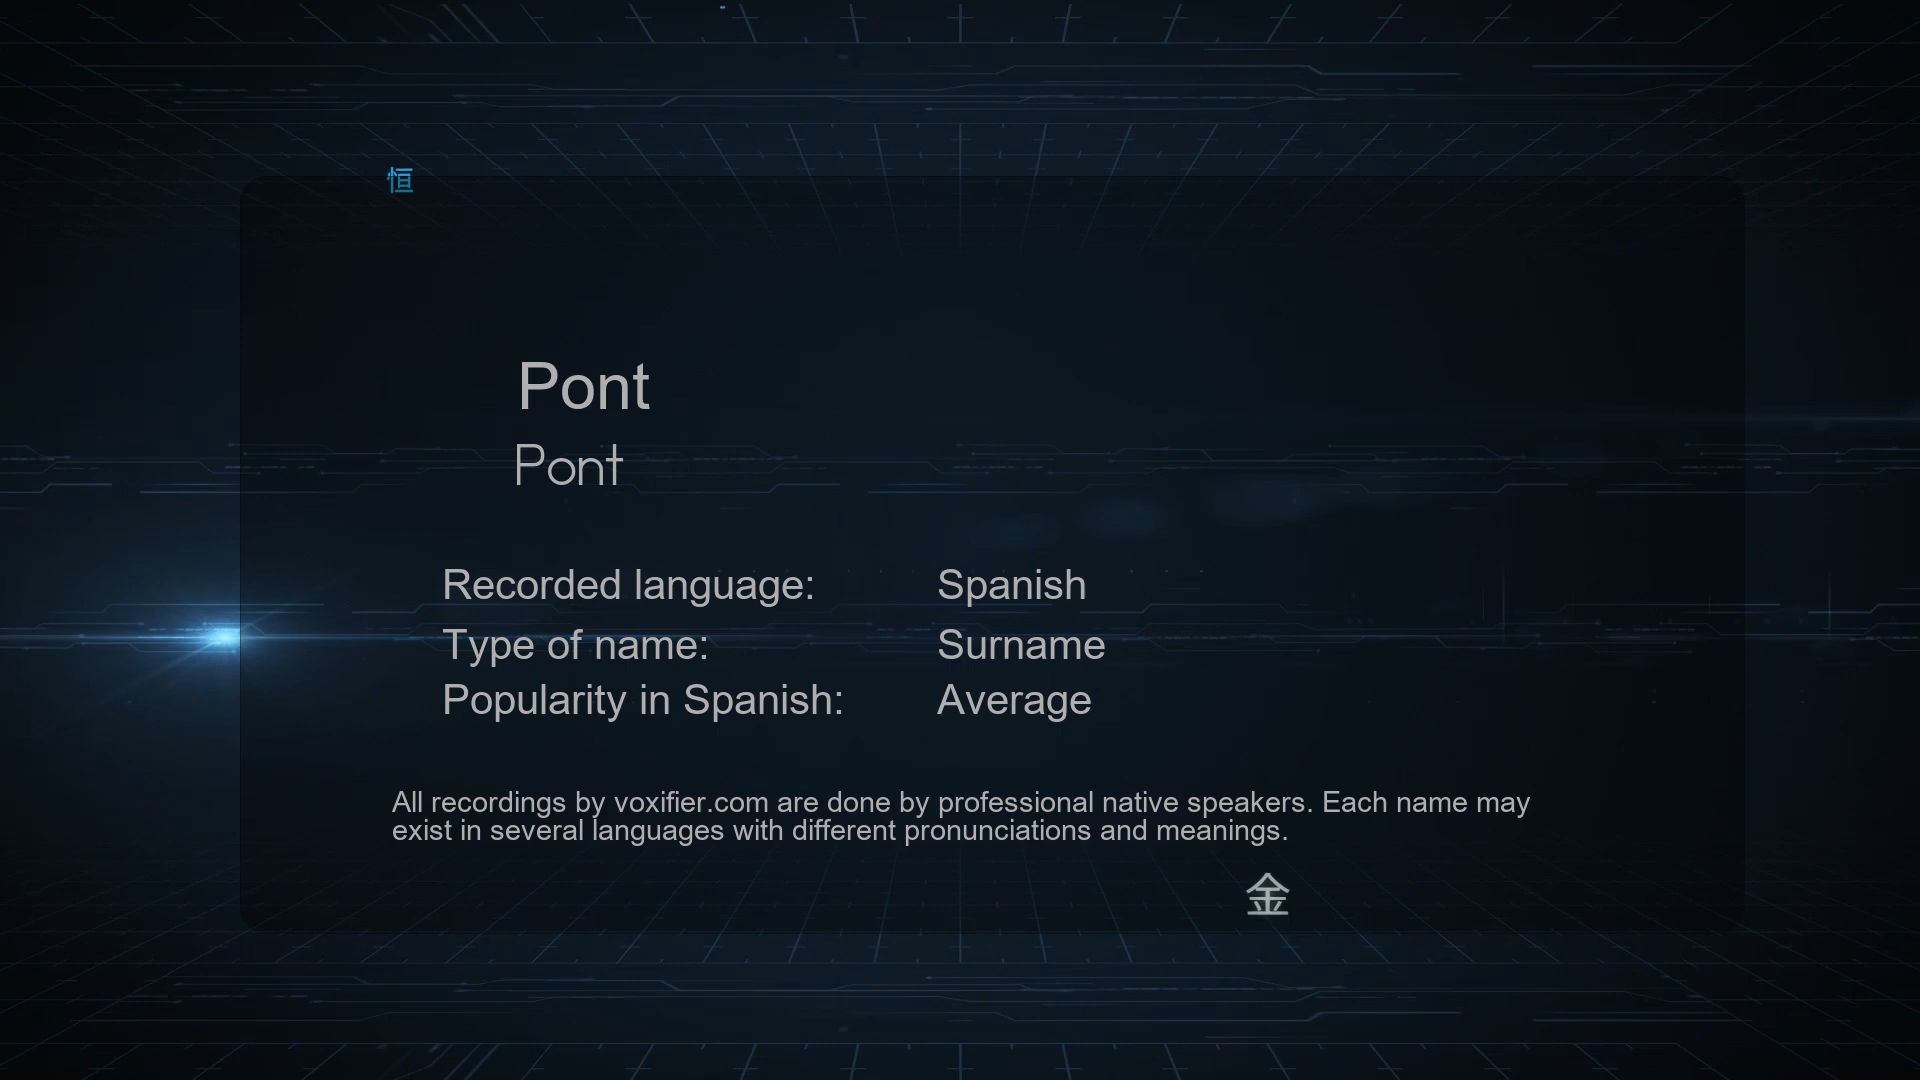 恒
Pont
Pont
Recorded language: Spanish
Type of name: Surname
Popularity in Spanish: Average
All recordings by voxifier.com are done by professional native speakers. Each name may
exist in several languages with different pronunciations and meanings.
金